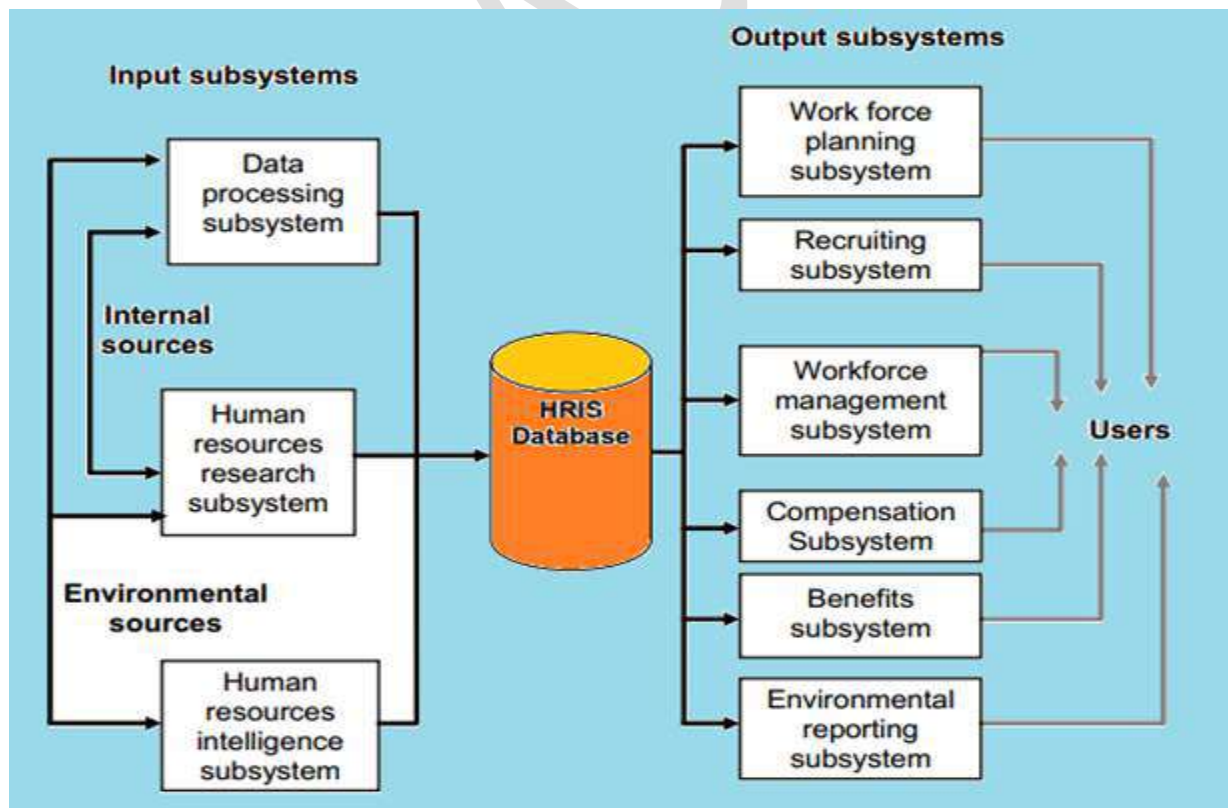 Input subsystems
Data
processing
subsystem
Internal
sources
Human
resources
research
subsystem
Environmental
sources
Human
resources
intelligence
subsystem
HRIS
Database
Output subsystems
Work force
planning
subsystem
Recruiting
subsystem
Workforce
management
subsystem
Compensation
Subsystem
Benefits
subsystem
Environmental
reporting
subsystem
Users